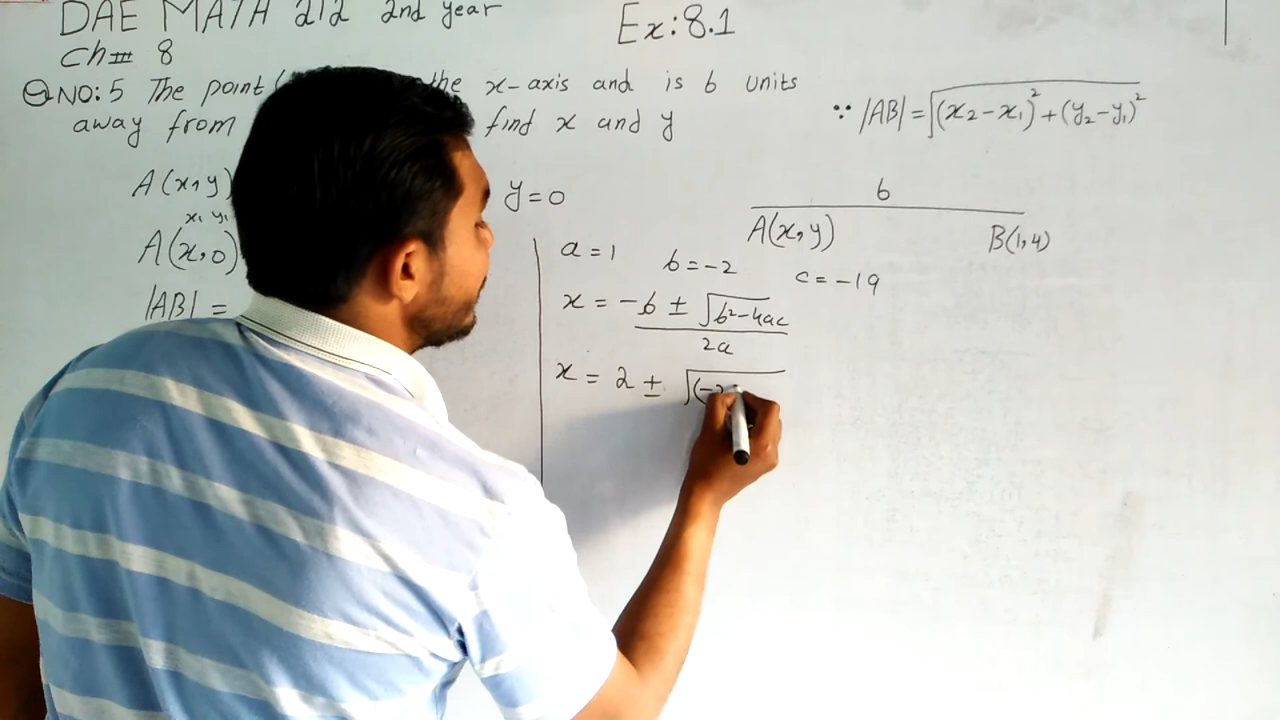 DAE MATH 212 2nd year
Ex: 8.1
Ch# 8
Q NO: 5 The point ( the x-axis and is 6 units
away from find x and y
∵ |AB| = √(x₂-x₁)²+(y₂-y₁)²
A(x,y) y=0
x₁ y₁
A(x,0)
|AB| =
6
A(x,y) B(1,4)
a=1 b=-2 c=-19
x = -b ± √b²-4ac
2a
x = 2 ± √(-2